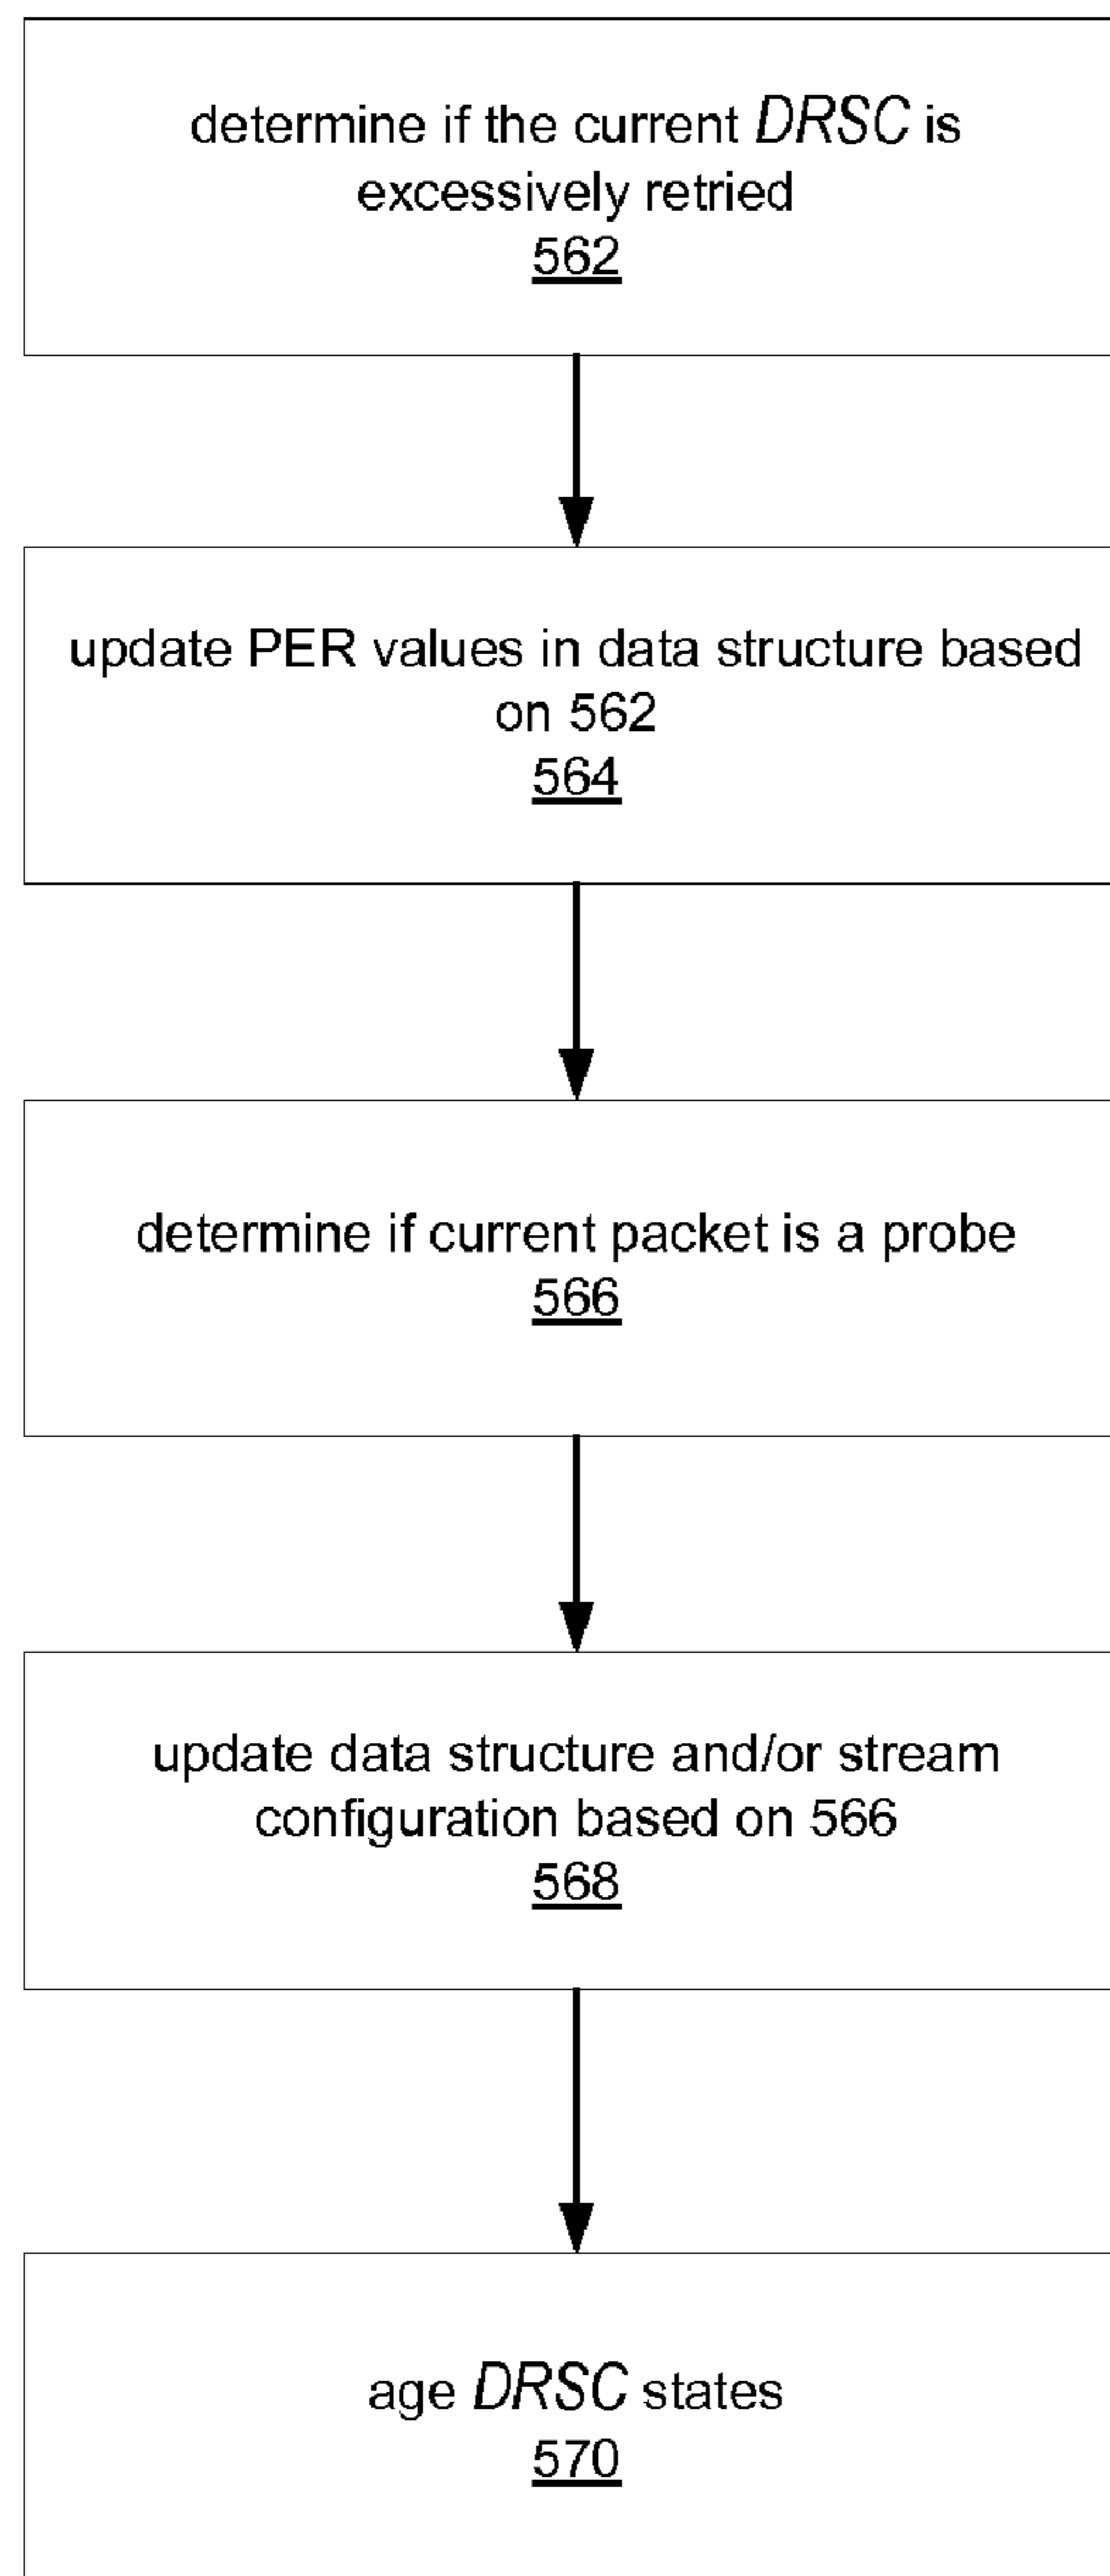 determine if the current DRSC is
excessively retried
562
update PER values in data structure based
on 562
564
determine if current packet is a probe
566
update data structure and/or stream
configuration based on 566
568
age DRSC states
570